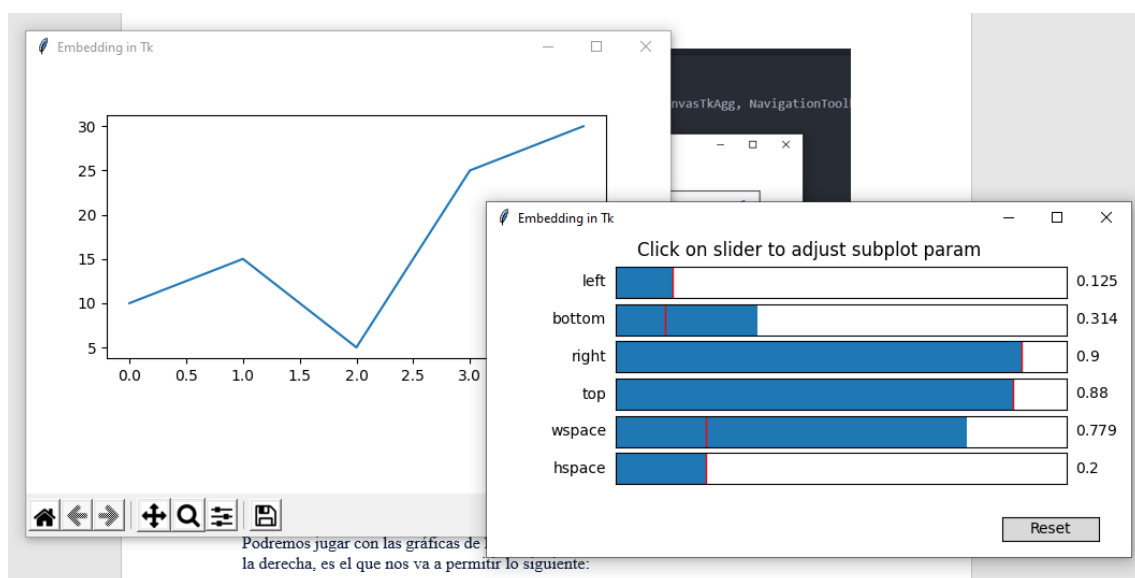 Embedding in Tk
nvasTkAgg, NavigationTool
30
25
20
15
10
5
0.0 0.5 1.0 1.5 2.0 2.5 3.0
Embedding in Tk
Click on slider to adjust subplot param
left 0.125
bottom 0.314
right 0.9
top 0.88
wspace 0.779
hspace 0.2
Reset
Podremos jugar con las gráficas de
la derecha, es el que nos va a permitir lo siguiente: